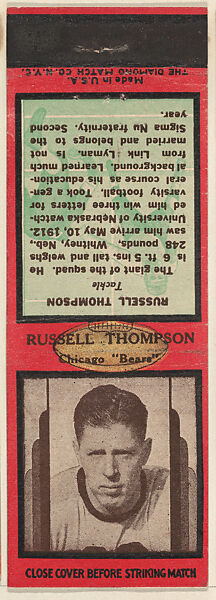 RUSSELL THOMPSON
Tackle
The giant of the squad. He
is 6 ft. 5 ins. tall and weighs
248 pounds, Whitney, Neb.,
saw him arrive May 10, 1912.
University of Nebraska watch-
ed him win three letters for
varsity football. Took a gen-
eral course as his education-
al background. Learned much
from Link Lyman. Is not
married and belongs to the
Sigma Nu fraternity. Second
year.
Made in U.S.A.
THE DIAMOND MATCH CO. N.Y.C.
RUSSELL THOMPSON
Chicago "Bears"
CLOSE COVER BEFORE STRIKING MATCH